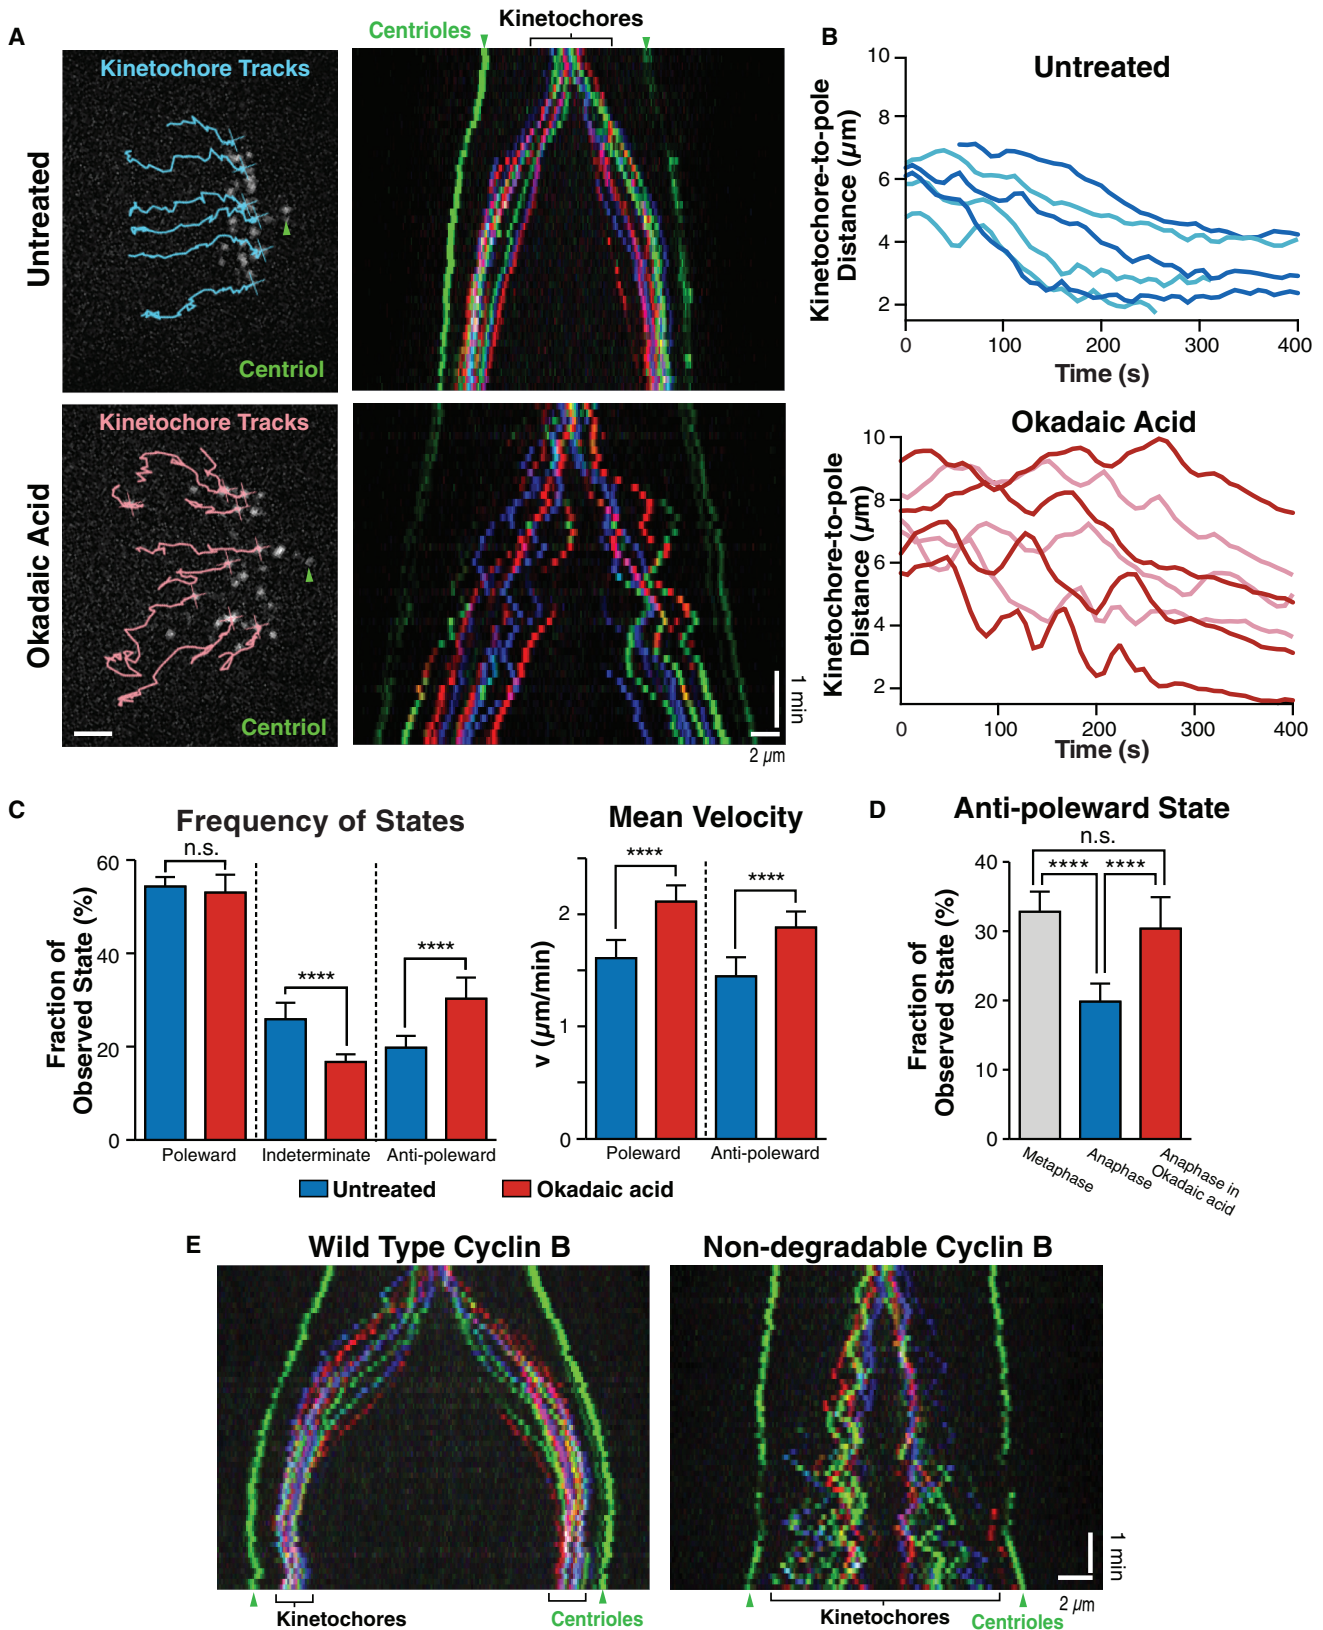 A
Kinetochore Tracks
Untreated
Centriol
Centrioles
Kinetochores
Kinetochore Tracks
Okadaic Acid
Centriol
1 min
2 µm
B
Untreated
Kinetochore-to-pole
Distance (µm)
10
8
6
4
2
0 100 200 300 400
Time (s)
Okadaic Acid
Kinetochore-to-pole
Distance (µm)
10
8
6
4
2
0 100 200 300 400
Time (s)
C
Frequency of States
Fraction of
Observed State (%)
60
40
20
0
n.s.
****
****
Poleward Indeterminate Anti-poleward
Mean Velocity
v (µm/min)
2
1
0
****
****
Poleward Anti-poleward
Untreated Okadaic acid
D
Anti-poleward State
Fraction of
Observed State (%)
40
30
20
10
0
n.s.
**** ****
Metaphase
Anaphase
Anaphase in
Okadaic acid
E
Wild Type Cyclin B
Kinetochores
Centrioles
Non-degradable Cyclin B
1 min
2 µm
Kinetochores
Centrioles